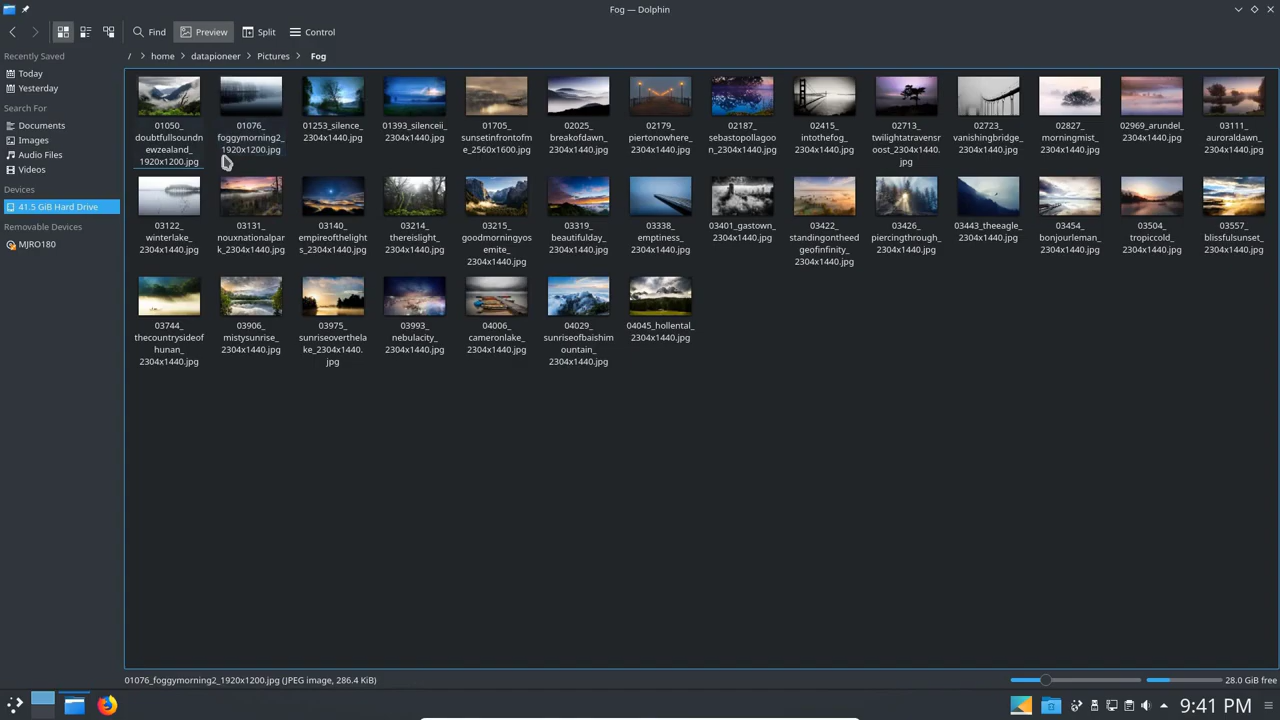 Fog — Dolphin
Find
Preview
Split
Control
Recently Saved
Today
Yesterday
Search For
Documents
Images
Audio Files
Videos
Devices
41.5 GiB Hard Drive
Removable Devices
MJRO180
/ home datapioneer Pictures Fog
01050_
doubtfullsoundn
ewzealand_
1920x1200.jpg
01076_
foggymorning2_
1920x1200.jpg
01253_silence_
2304x1440.jpg
01393_silenceii_
2304x1440.jpg
01705_
sunsetinfrontofm
e_2560x1600.jpg
02025_
breakofdawn_
2304x1440.jpg
02179_
piertonowhere_
2304x1440.jpg
02187_
sebastopollagoo
n_2304x1440.jpg
02415_
intothefog_
2304x1440.jpg
02713_
twilightatravensr
oost_2304x1440.
jpg
02723_
vanishingbridge_
2304x1440.jpg
02827_
morningmist_
2304x1440.jpg
02969_arundel_
2304x1440.jpg
03111_
auroraldawn_
2304x1440.jpg
03122_
winterlake_
2304x1440.jpg
03131_
nouxnationalpar
k_2304x1440.jpg
03140_
empireofthelight
s_2304x1440.jpg
03214_
thereislight_
2304x1440.jpg
03215_
goodmorningyos
emite_
2304x1440.jpg
03319_
beautifulday_
2304x1440.jpg
03338_
emptiness_
2304x1440.jpg
03401_gastown_
2304x1440.jpg
03422_
standingontheed
geofinfinity_
2304x1440.jpg
03426_
piercingthrough_
2304x1440.jpg
03443_theeagle_
2304x1440.jpg
03454_
bonjourleman_
2304x1440.jpg
03504_
tropiccold_
2304x1440.jpg
03557_
blissfulsunset_
2304x1440.jpg
03744_
thecountrysideof
hunan_
2304x1440.jpg
03906_
mistysunrise_
2304x1440.jpg
03975_
sunriseoverthela
ke_2304x1440.
jpg
03993_
nebulacity_
2304x1440.jpg
04006_
cameronlake_
2304x1440.jpg
04029_
sunriseofbaishim
ountain_
2304x1440.jpg
04045_hollental_
2304x1440.jpg
01076_foggymorning2_1920x1200.jpg (JPEG image, 286.4 KiB)
28.0 GiB free
9:41 PM